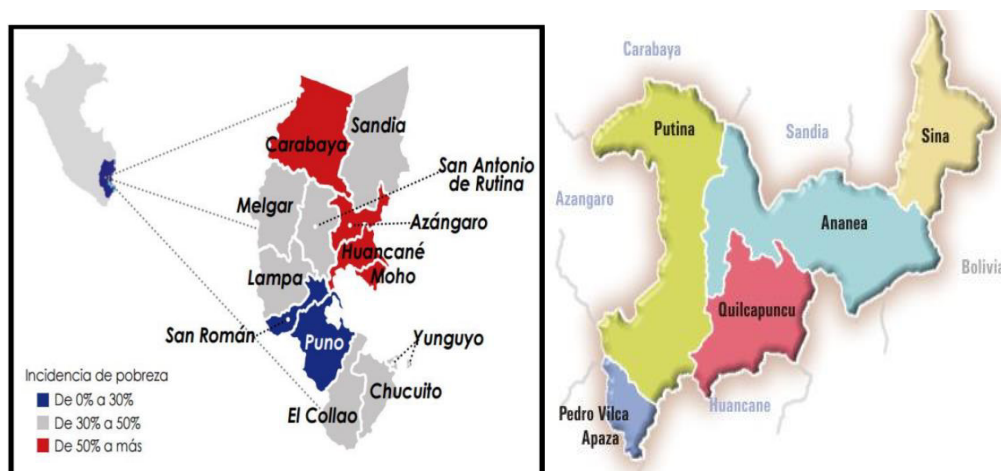 Carabaya
Sandia
San Antonio
de Rutina
Melgar
Azángaro
Huancané
Moho
Lampa
San Román
Puno
Yunguyo
Chucuito
El Collao
Incidencia de pobreza
De 0% a 30%
De 30% a 50%
De 50% a más
Carabaya
Putina
Sandia
Sina
Azangaro
Ananea
Bolivia
Quilcapuncu
Pedro Vilca
Apaza
Huancane